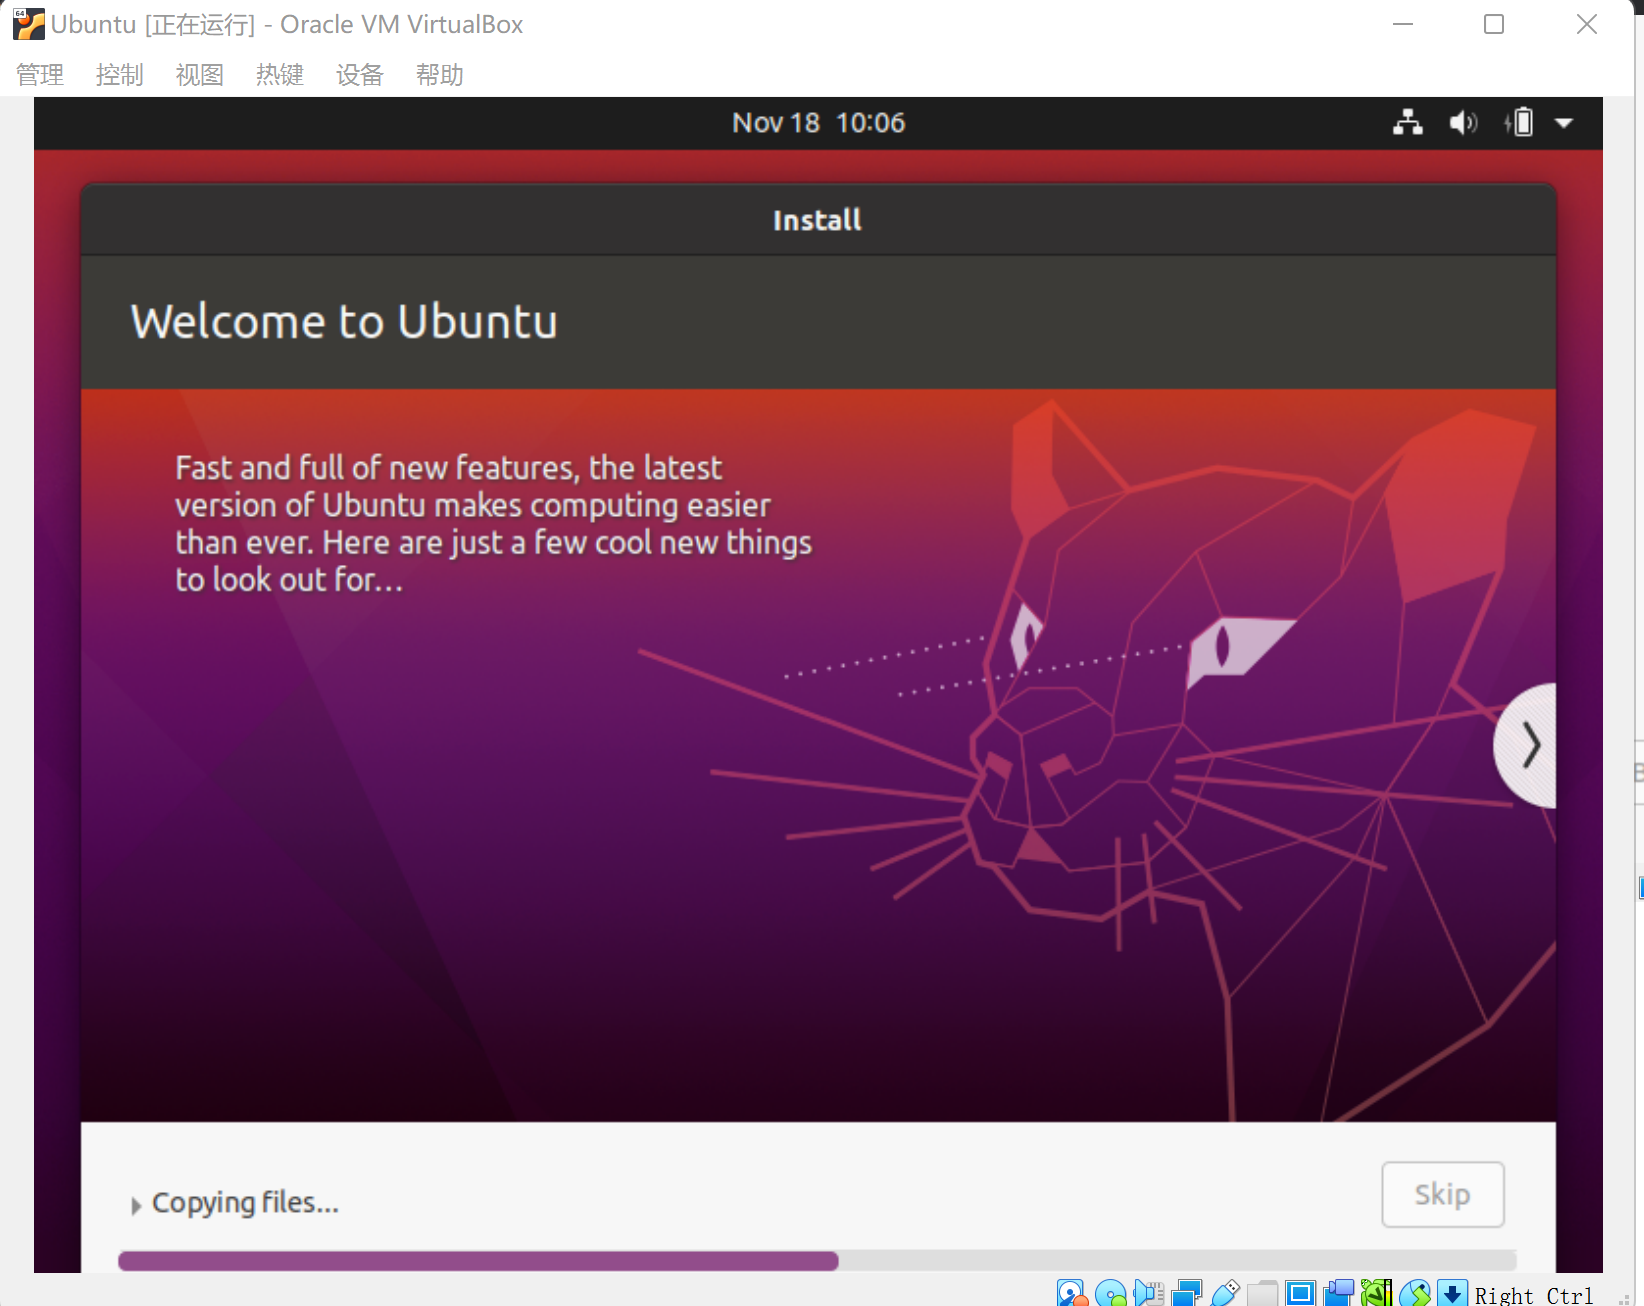 64
Ubuntu [正在运行] - Oracle VM VirtualBox
管理 控制 视图 热键 设备 帮助
Nov 18 10:06
Install
Welcome to Ubuntu
Fast and full of new features, the latest
version of Ubuntu makes computing easier
than ever. Here are just a few cool new things
to look out for...
Copying files...
Skip
Right Ctrl